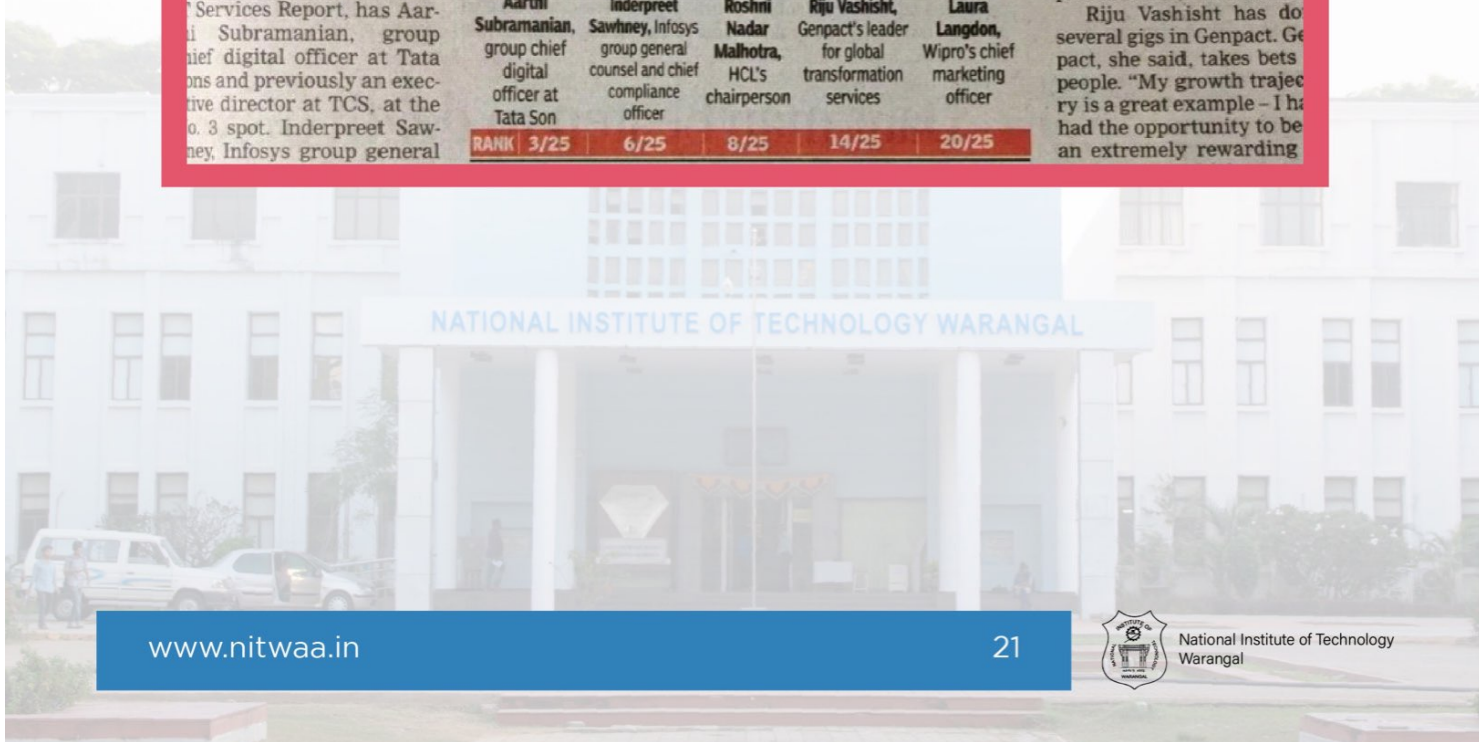 Services Report, has Aar-
Subramanian, group
hief digital officer at Tata
ons and previously an exec-
tive director at TCS, at the
o. 3 spot. Inderpreet Saw-
ney, Infosys group general
Aarthi
Subramanian,
group chief
digital
officer at
Tata Son
Inderpreet
Sawhney, Infosys
group general
counsel and chief
compliance
officer
Roshni
Nadar
Malhotra,
HCL's
chairperson
Riju Vashisht,
Genpact's leader
for global
transformation
services
Laura
Langdon,
Wipro's chief
marketing
officer
RANK 3/25 6/25 8/25 14/25 20/25
Riju Vashisht has do
several gigs in Genpact. Ge
pact, she said, takes bets
people. “My growth trajec
ry is a great example – I ha
had the opportunity to be
an extremely rewarding
NATIONAL INSTITUTE OF TECHNOLOGY WARANGAL
www.nitwaa.in
21
National Institute of Technology
Warangal